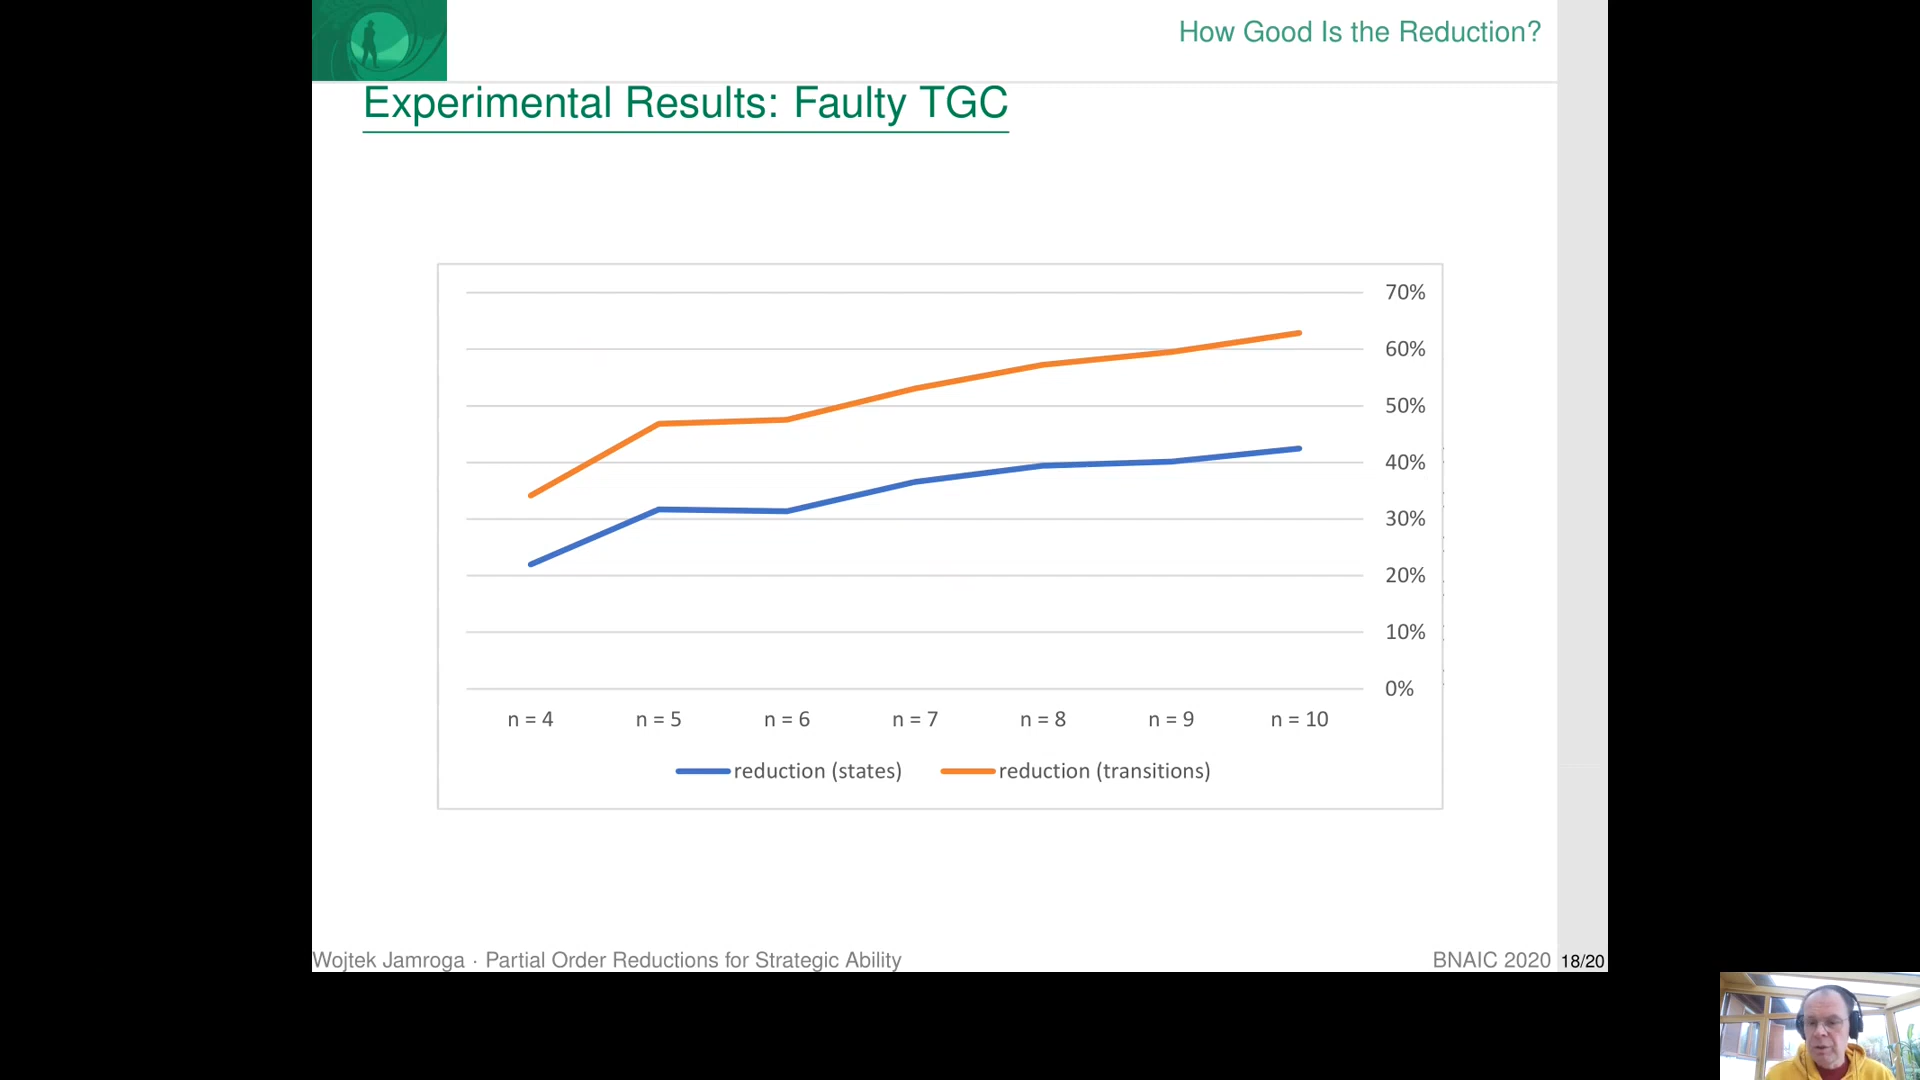 How Good Is the Reduction?
Experimental Results: Faulty TGC
70%
60%
50%
40%
30%
20%
10%
0%
n = 4 n = 5 n = 6 n = 7 n = 8 n = 9 n = 10
reduction (states) reduction (transitions)
Wojtek Jamroga · Partial Order Reductions for Strategic Ability BNAIC 2020 18/20